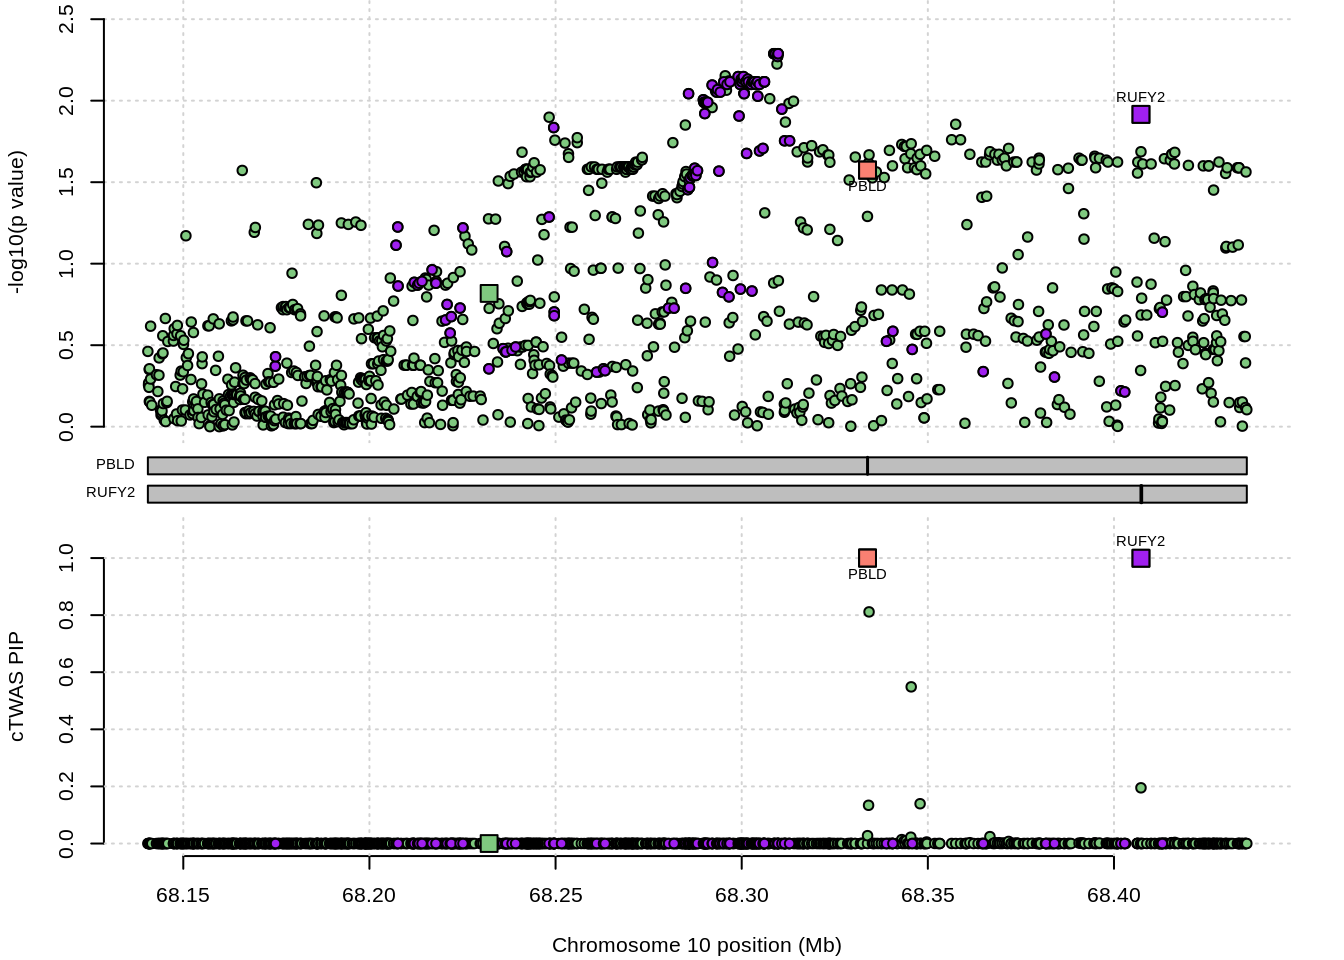 -log10(p value)
2.5
2.0
1.5
1.0
0.5
0.0
RUFY2
PBLD
PBLD
RUFY2
cTWAS PIP
1.0
0.8
0.6
0.4
0.2
0.0
RUFY2
PBLD
68.15 68.20 68.25 68.30 68.35 68.40
Chromosome 10 position (Mb)